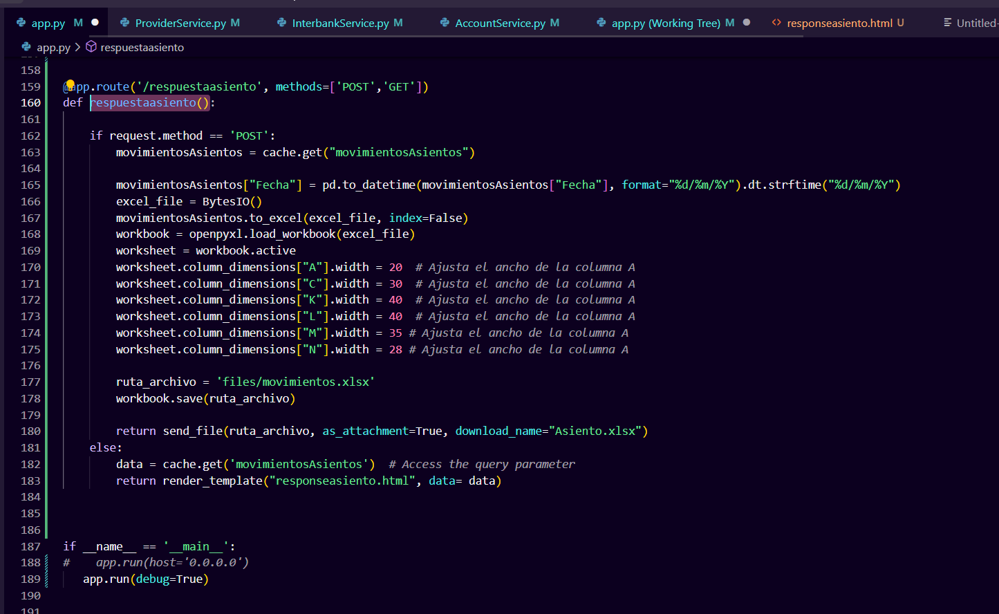 app.py M ProviderService.py M InterbankService.py M AccountService.py M app.py (Working Tree) M responseasiento.html U Untitled-
app.py > respuestaasiento
158
159 @app.route('/respuestaasiento', methods=['POST','GET'])
160 def respuestaasiento():
161
162 if request.method == 'POST':
163 movimientosAsientos = cache.get("movimientosAsientos")
164
165 movimientosAsientos["Fecha"] = pd.to_datetime(movimientosAsientos["Fecha"], format="%d/%m/%Y").dt.strftime("%d/%m/%Y")
166 excel_file = BytesIO()
167 movimientosAsientos.to_excel(excel_file, index=False)
168 workbook = openpyxl.load_workbook(excel_file)
169 worksheet = workbook.active
170 worksheet.column_dimensions["A"].width = 20 # Ajusta el ancho de la columna A
171 worksheet.column_dimensions["C"].width = 30 # Ajusta el ancho de la columna A
172 worksheet.column_dimensions["K"].width = 40 # Ajusta el ancho de la columna A
173 worksheet.column_dimensions["L"].width = 40 # Ajusta el ancho de la columna A
174 worksheet.column_dimensions["M"].width = 35 # Ajusta el ancho de la columna A
175 worksheet.column_dimensions["N"].width = 28 # Ajusta el ancho de la columna A
176
177 ruta_archivo = 'files/movimientos.xlsx'
178 workbook.save(ruta_archivo)
179
180 return send_file(ruta_archivo, as_attachment=True, download_name="Asiento.xlsx")
181 else:
182 data = cache.get('movimientosAsientos') # Access the query parameter
183 return render_template("responseasiento.html", data= data)
184
185
186
187 if __name__ == '__main__':
188 # app.run(host='0.0.0.0')
189 app.run(debug=True)
190
191